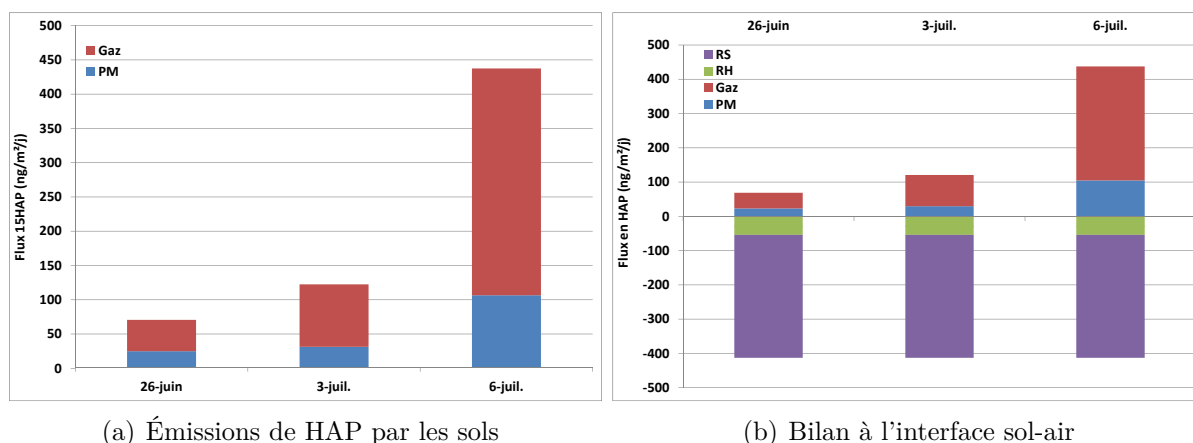 500
450
400
350
300
250
200
150
100
50
0
Flux 15HAP (ng/m²/j)
Gaz
PM
26-juin
3-juil.
6-juil.
(a) Émissions de HAP par les sols
26-juin
3-juil.
6-juil.
500
400
300
200
100
0
-100
-200
-300
-400
-500
Flux en HAP (ng/m²/j)
RS
RH
Gaz
PM
(b) Bilan à l'interface sol-air